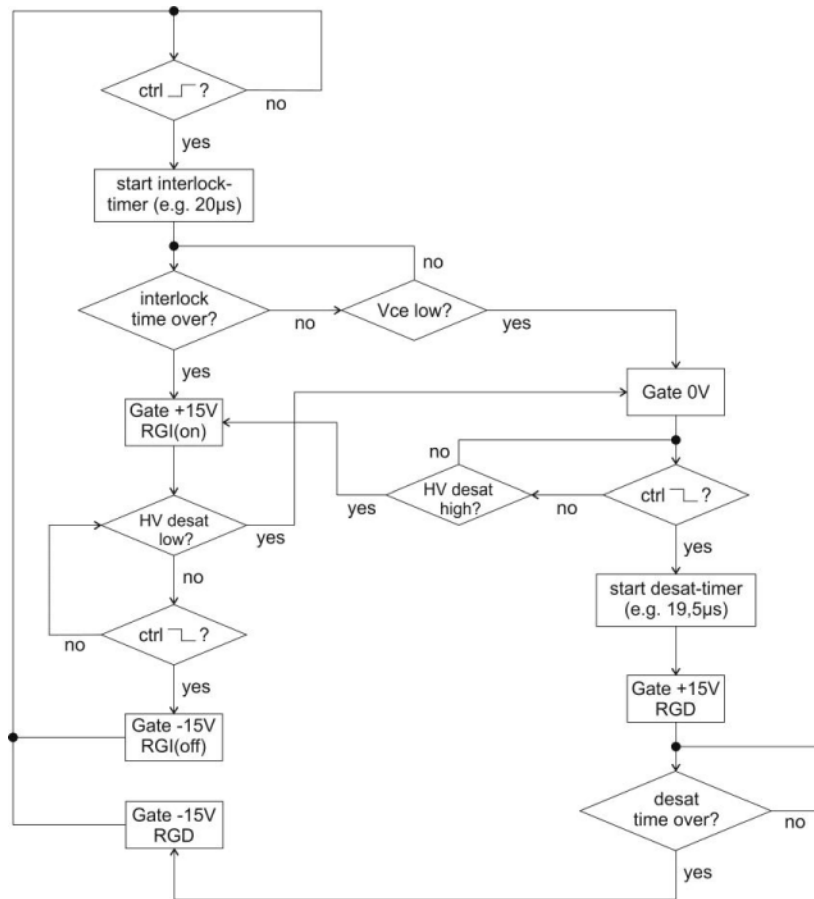 ctrl ?
no
yes
start interlock-
timer (e.g. 20µs)
no
interlock
time over?
no
Vce low?
yes
yes
Gate 0V
Gate +15V
RGI(on)
no
HV desat
high?
yes
no
ctrl ?
HV desat
low?
yes
yes
no
start desat-timer
(e.g. 19,5µs)
ctrl ?
no
yes
Gate +15V
RGD
Gate -15V
RGI(off)
desat
time over?
no
Gate -15V
RGD
yes